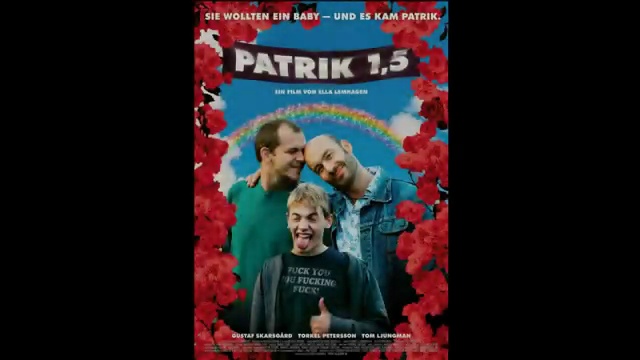 SIE WOLLTEN EIN BABY — UND ES KAM PATRIK.
PATRIK 1,5
EIN FILM VON ELLA LEMHAGEN
FUCK YOU
YOU FUCKING
FUCK!
GUSTAF SKARSGÅRD TORKEL PETERSSON TOM LJUNGMAN